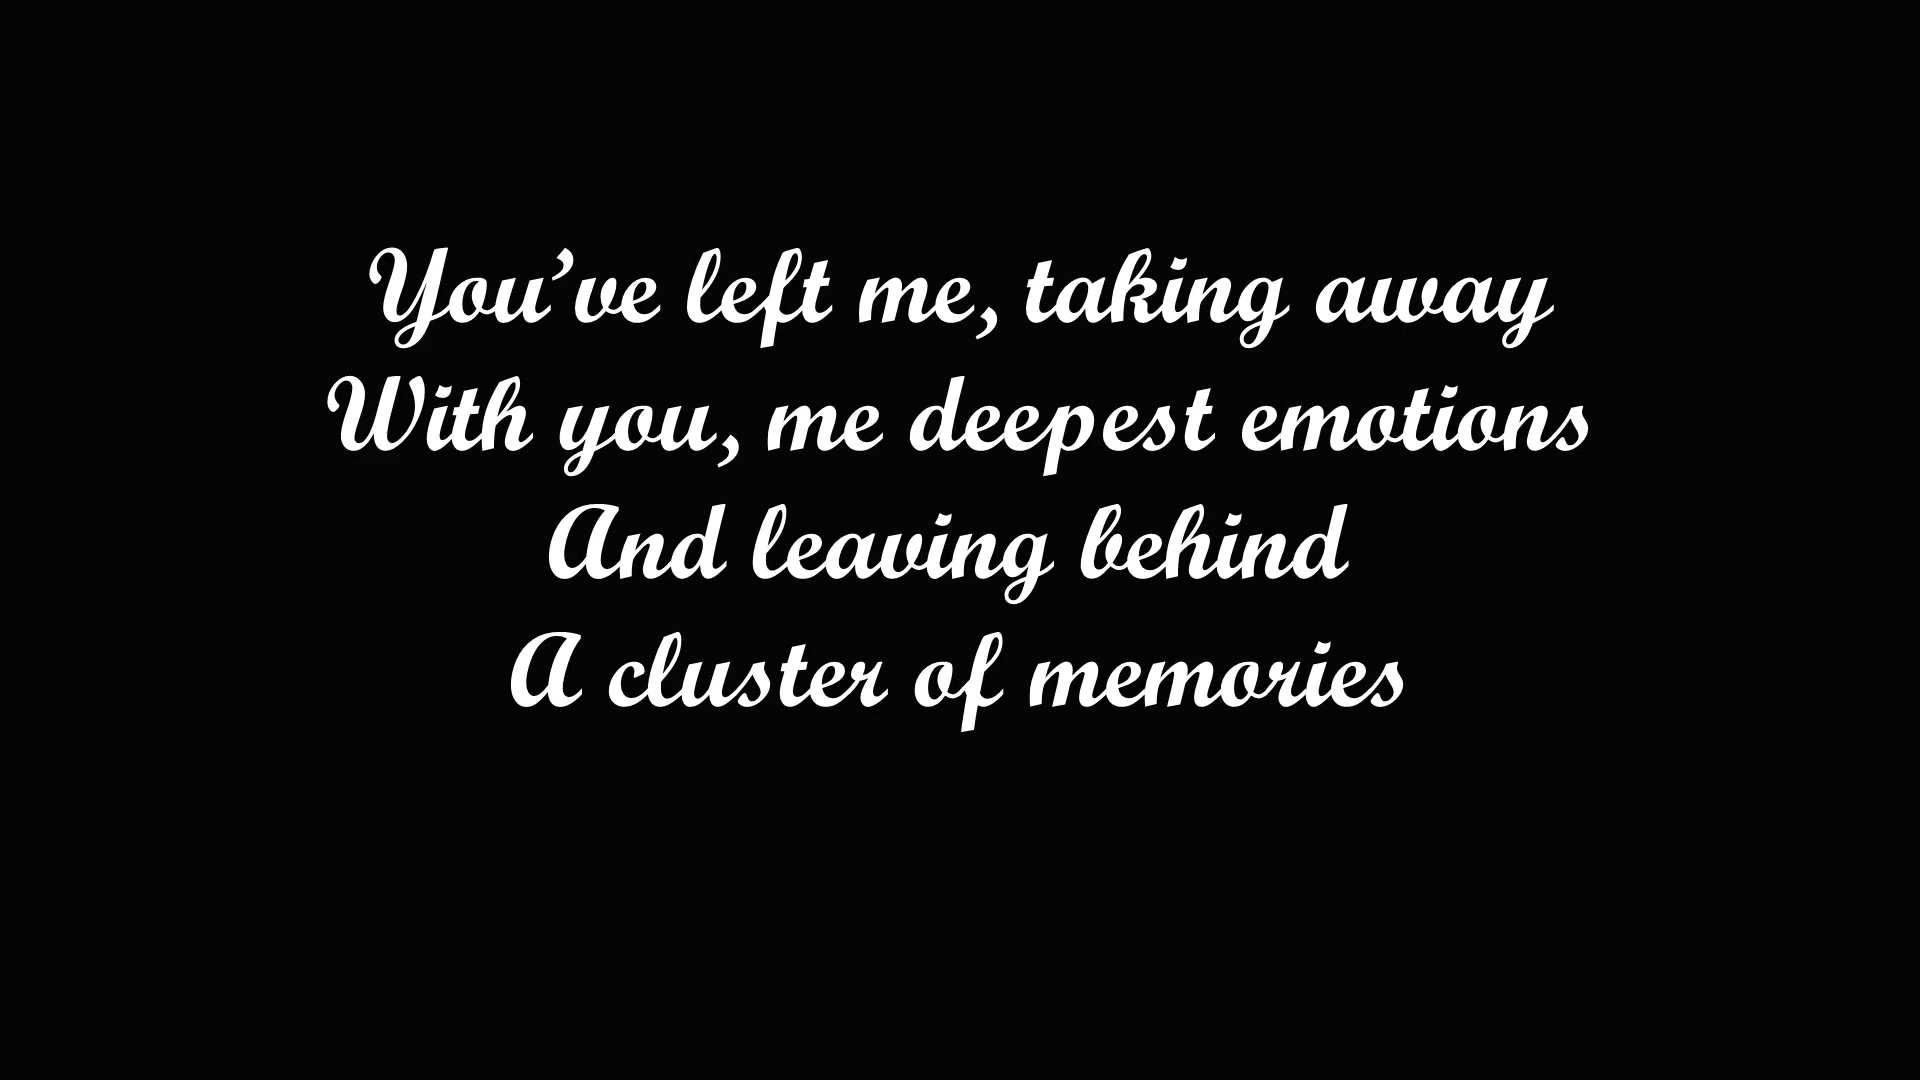 You’ve left me, taking away
With you, me deepest emotions
And leaving behind
A cluster of memories